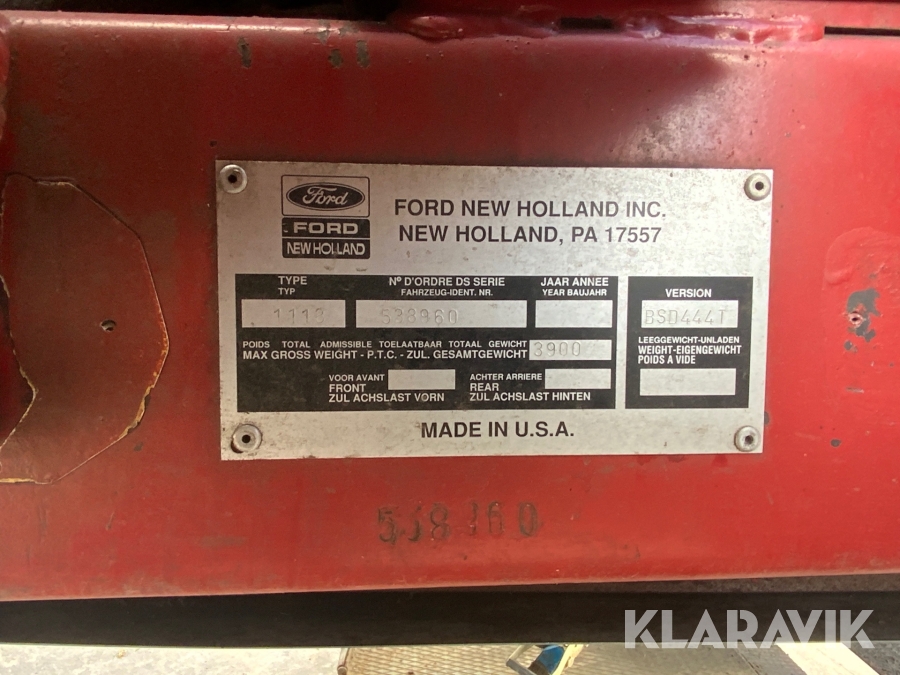 Ford
FORD
NEW HOLLAND
FORD NEW HOLLAND INC.
NEW HOLLAND, PA 17557
TYPE
TYP
Nº D'ORDRE DS SERIE
FAHRZEUG-IDENT. NR.
JAAR ANNEE
YEAR BAUJAHR
VERSION
538960
BSD444T
POIDS TOTAL ADMISSIBLE TOELAATBAAR TOTAAL GEWICHT
MAX GROSS WEIGHT - P.T.C. - ZUL. GESAMTGEWICHT
3900
LEEGGEWICHT-UNLADEN
WEIGHT-EIGENGEWICHT
POIDS A VIDE
VOOR AVANT
FRONT
ZUL ACHSLAST VORN
ACHTER ARRIERE
REAR
ZUL ACHSLAST HINTEN
MADE IN U.S.A.
KLARAVIK